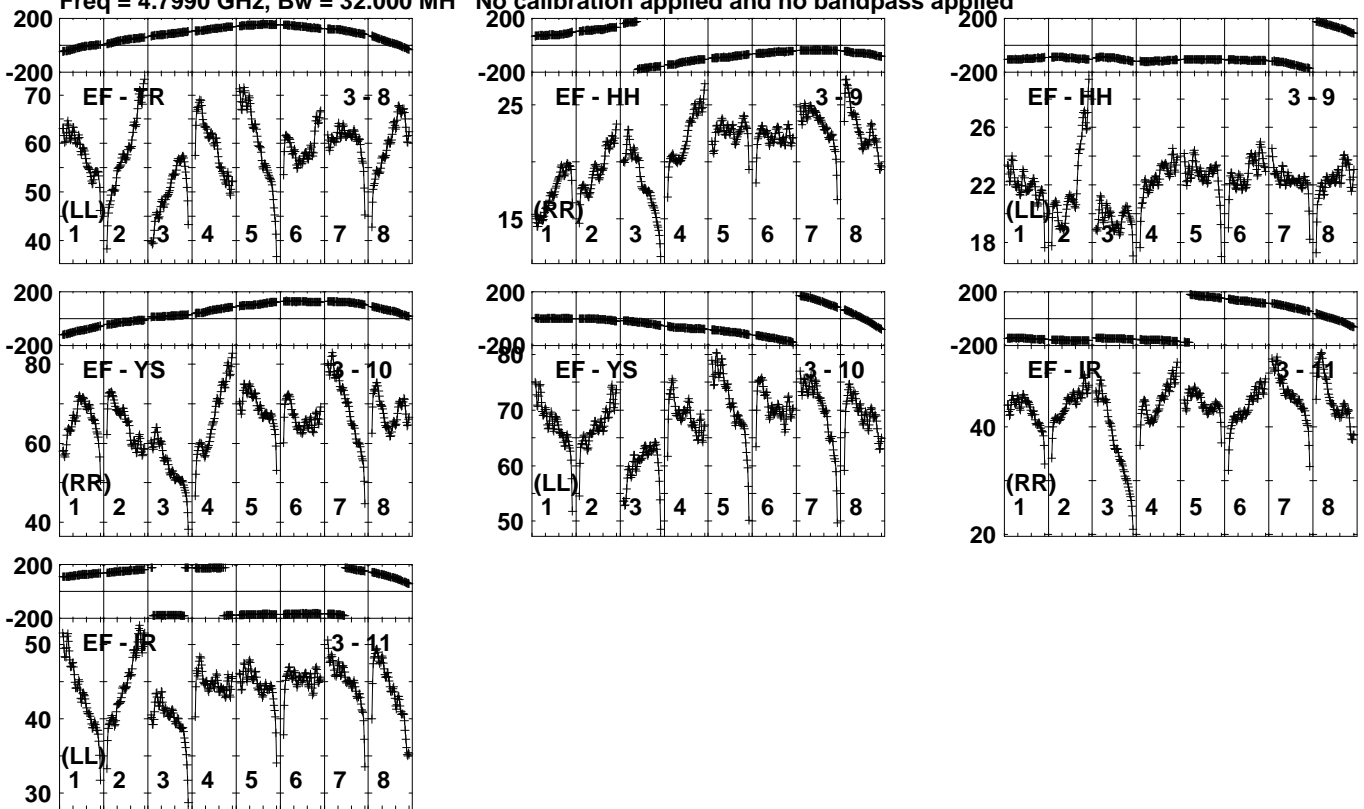 Freq = 4.7990 GHz, Bw = 32.000 MH No calibration applied and no bandpass applied
200
-200
70
60
50
40
EF - TR
3 - 8
(LL)
1 2 3 4 5 6 7 8
200
-200
25
15
EF - HH
3 - 9
(RR)
1 2 3 4 5 6 7 8
200
-200
26
22
18
EF - HH
3 - 9
(LL)
1 2 3 4 5 6 7 8
200
-200
80
60
40
EF - YS
3 - 10
(RR)
1 2 3 4 5 6 7 8
200
-200
80
70
60
50
EF - YS
3 - 10
(LL)
1 2 3 4 5 6 7 8
200
-200
40
20
EF - IR
3 - 11
(RR)
1 2 3 4 5 6 7 8
200
-200
50
40
30
EF - IR
3 - 11
(LL)
1 2 3 4 5 6 7 8